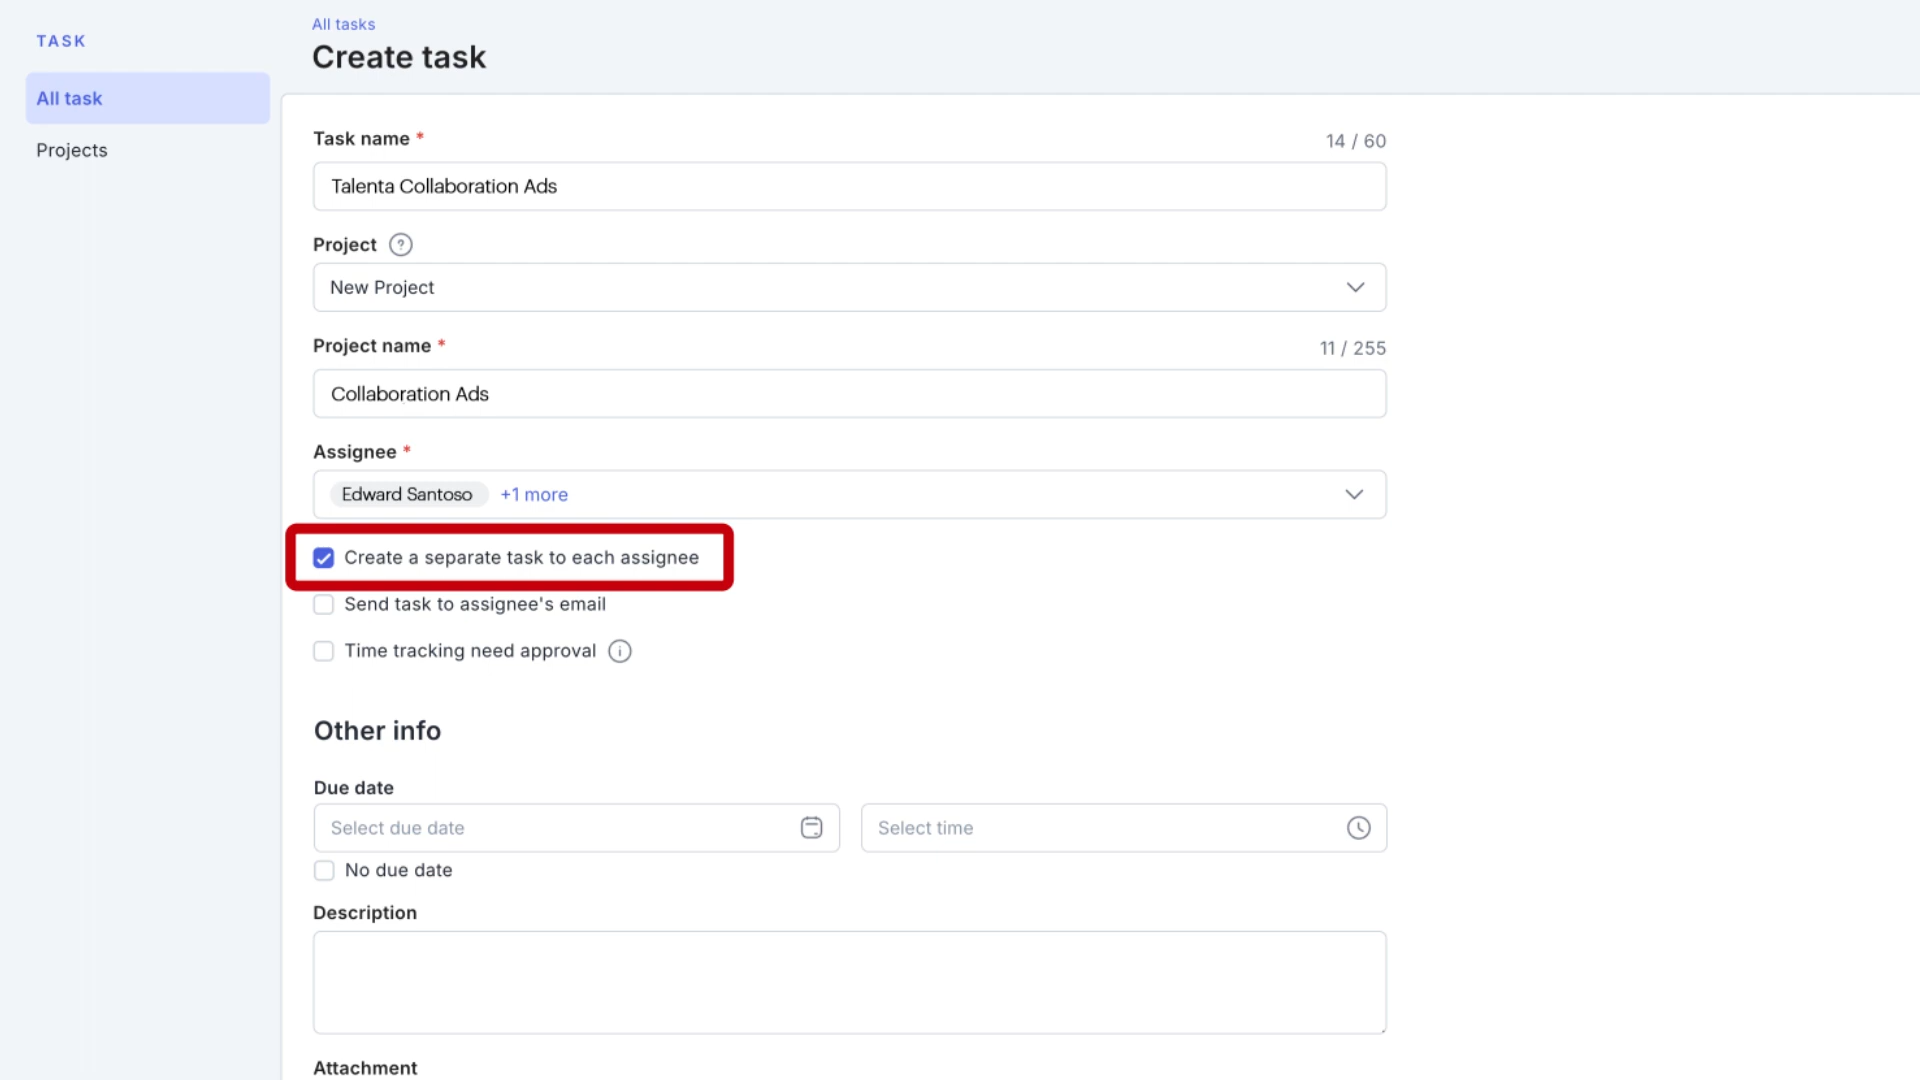 TASK
All task
Projects
All tasks
Create task
Task name *
14 / 60
Talenta Collaboration Ads
Project ?
New Project
Project name *
11 / 255
Collaboration Ads
Assignee *
Edward Santoso +1 more
Create a separate task to each assignee
Send task to assignee's email
Time tracking need approval i
Other info
Due date
Select due date
Select time
No due date
Description
Attachment